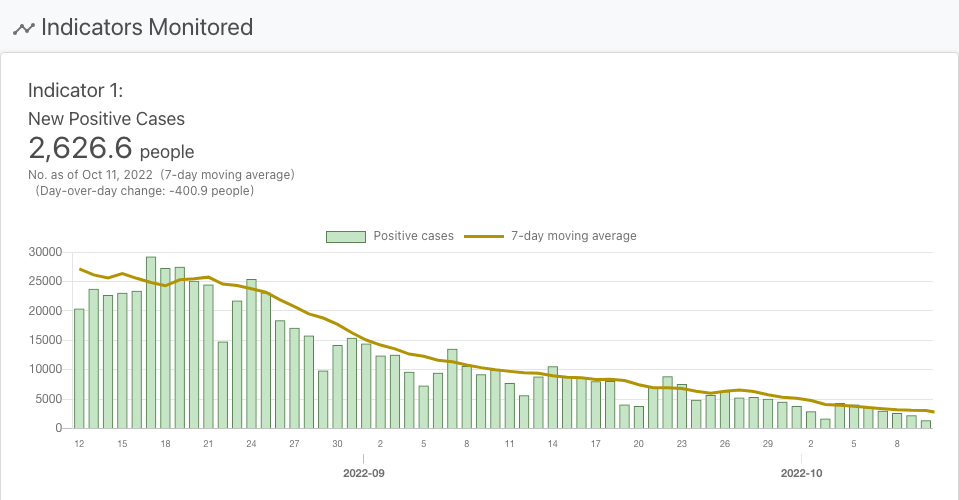 Indicators Monitored
Indicator 1:
New Positive Cases
2,626.6 people
No. as of Oct 11, 2022 (7-day moving average)
(Day-over-day change: -400.9 people)
Positive cases 7-day moving average
30000
25000
20000
15000
10000
5000
0
12 15 18 21 24 27 30 2 5 8 11 14 17 20 23 26 29 2 5 8
2022-09 2022-10